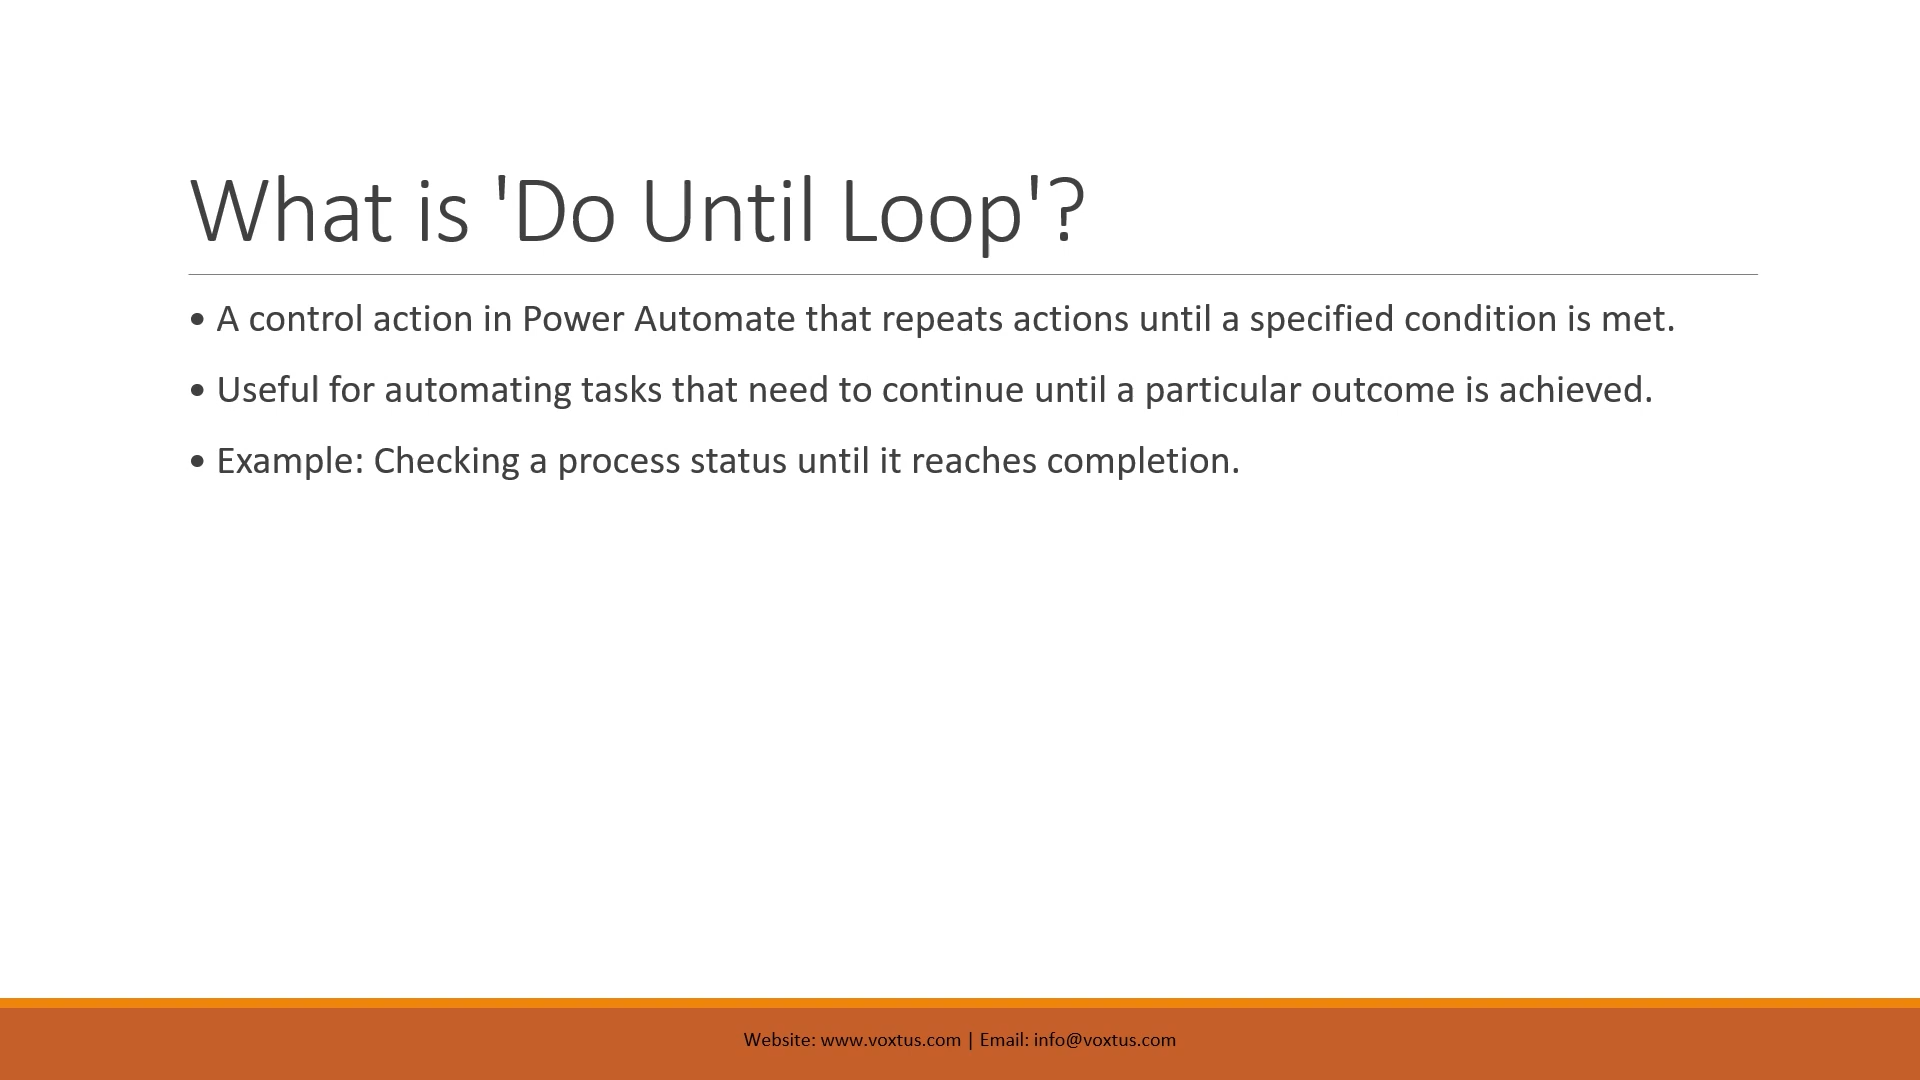 What is 'Do Until Loop'?
• A control action in Power Automate that repeats actions until a specified condition is met.
• Useful for automating tasks that need to continue until a particular outcome is achieved.
• Example: Checking a process status until it reaches completion.
Website: www.voxtus.com | Email: info@voxtus.com